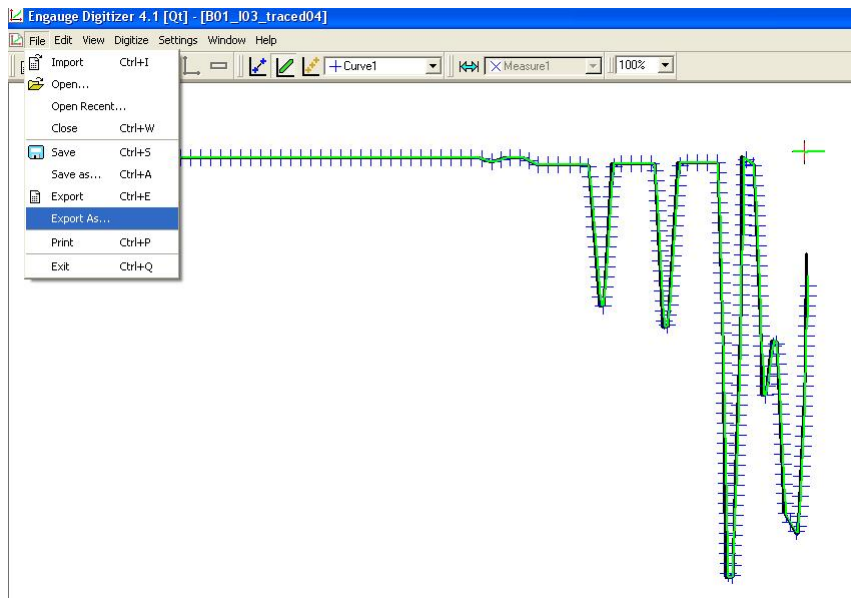 Engauge Digitizer 4.1 [Qt] - [B01_I03_traced04]
File Edit View Digitize Settings Window Help
Import Ctrl+I
Curve1 Measure1 100%
Open...
Open Recent...
Close Ctrl+W
Save Ctrl+S
Save as... Ctrl+A
Export Ctrl+E
Export As...
Print Ctrl+P
Exit Ctrl+Q